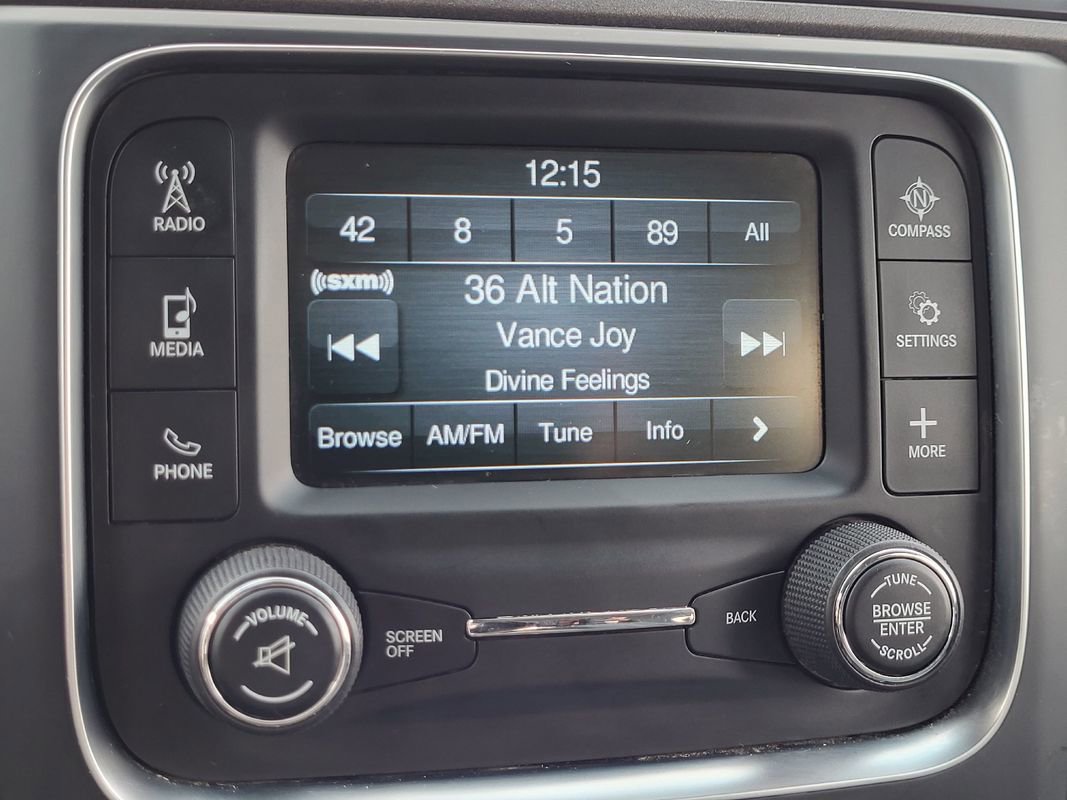 12:15
RADIO
42 8 5 89 All
N
COMPASS
sxm
36 Alt Nation
Vance Joy
MEDIA
SETTINGS
Divine Feelings
Browse AM/FM Tune Info >
PHONE
MORE
VOLUME
SCREEN
OFF
BACK
TUNE
BROWSE
ENTER
SCROLL